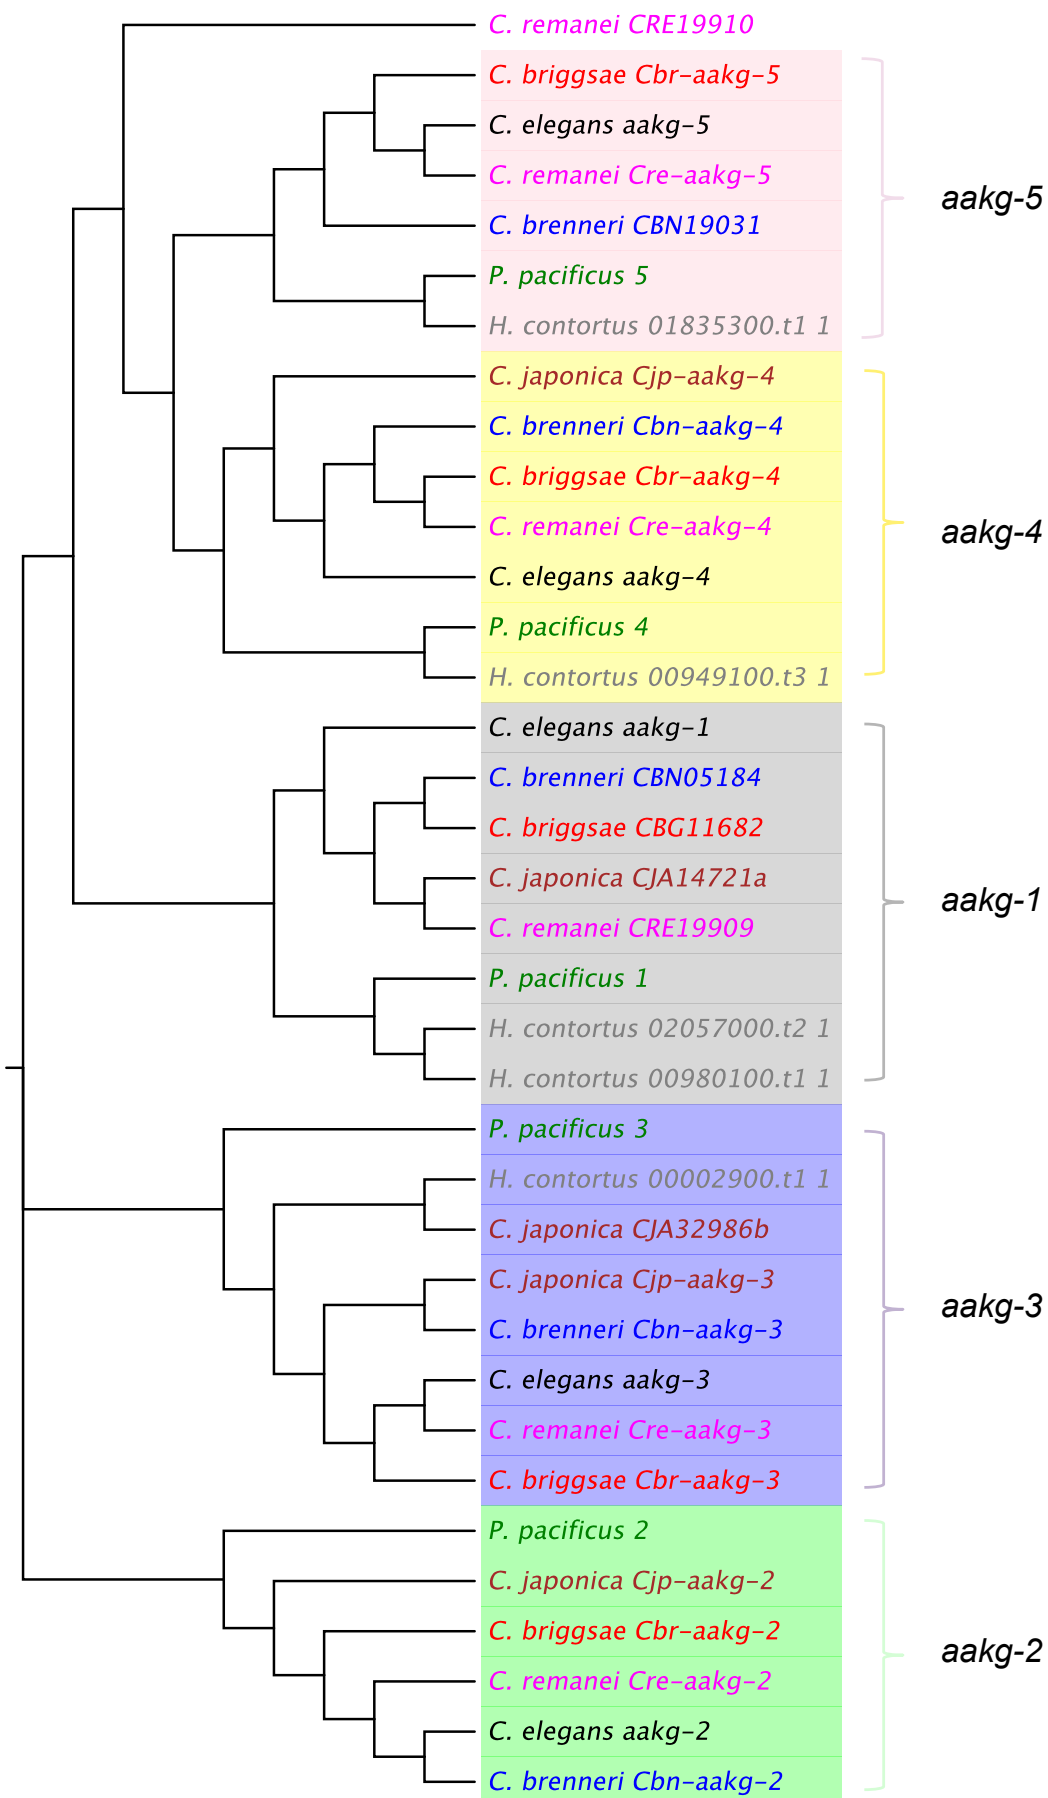 C. remanei CRE19910
C. briggsae Cbr-aakg-5
C. elegans aakg-5
C. remanei Cre-aakg-5
aakg-5
C. brenneri CBN19031
P. pacificus 5
H. contortus 01835300.t1 1
C. japonica Cjp-aakg-4
C. brenneri Cbn-aakg-4
C. briggsae Cbr-aakg-4
C. remanei Cre-aakg-4
aakg-4
C. elegans aakg-4
P. pacificus 4
H. contortus 00949100.t3 1
C. elegans aakg-1
C. brenneri CBN05184
C. briggsae CBG11682
C. japonica CJA14721a
aakg-1
C. remanei CRE19909
P. pacificus 1
H. contortus 02057000.t2 1
H. contortus 00980100.t1 1
P. pacificus 3
H. contortus 00002900.t1 1
C. japonica CJA32986b
C. japonica Cjp-aakg-3
aakg-3
C. brenneri Cbn-aakg-3
C. elegans aakg-3
C. remanei Cre-aakg-3
C. briggsae Cbr-aakg-3
P. pacificus 2
C. japonica Cjp-aakg-2
C. briggsae Cbr-aakg-2
aakg-2
C. remanei Cre-aakg-2
C. elegans aakg-2
C. brenneri Cbn-aakg-2